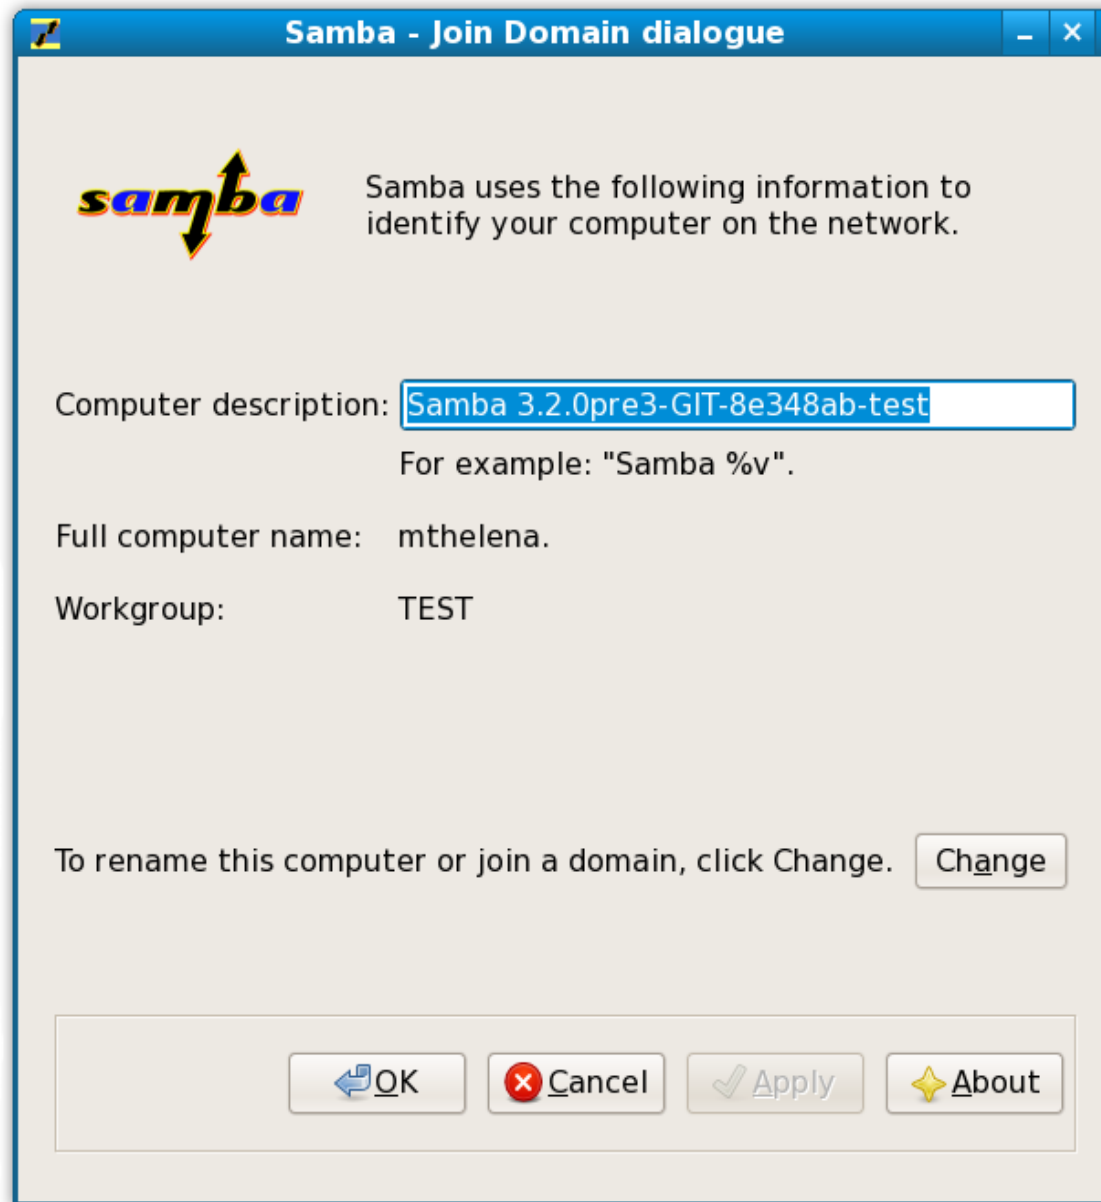 Samba - Join Domain dialogue
samba
Samba uses the following information to
identify your computer on the network.
Computer description: Samba 3.2.0pre3-GIT-8e348ab-test
For example: "Samba %v".
Full computer name: mthelena.
Workgroup: TEST
To rename this computer or join a domain, click Change. Change
OK Cancel Apply About